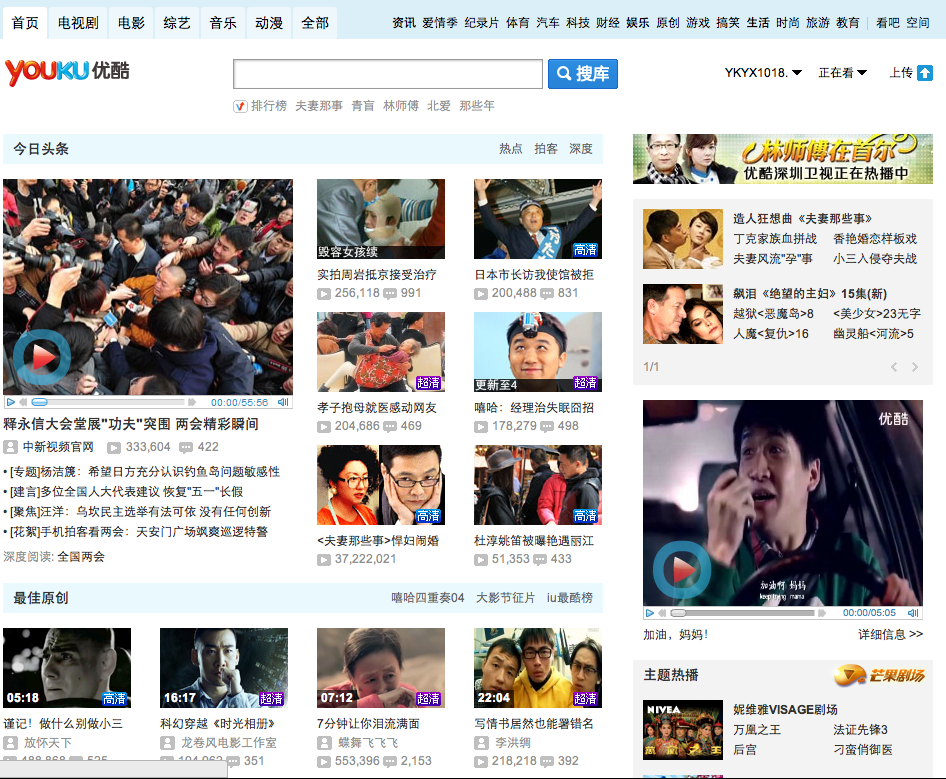 首页 电视剧 电影 综艺 音乐 动漫 全部
资讯 爱情季 纪录片 体育 汽车 科技 财经 娱乐 原创 游戏 搞笑 生活 时尚 旅游 教育 看吧 空间
YOUKU 优酷
搜库
YKYX1018. 正在看 上传
排行榜 夫妻那事 青盲 林师傅 北爱 那些年
今日头条
热点 拍客 深度
00:00/55:56
释永信大会堂展"功夫"突围 两会精彩瞬间
中新视频官网 333,604 422
• [专题]杨洁篪：希望日方充分认识钓鱼岛问题敏感性
• [建言]多位全国人大代表建议 恢复"五一"长假
• [聚焦]汪洋：乌坎民主选举有法可依 没有任何创新
• [花絮]手机拍客看两会：天安门广场飒爽巡逻特警
深度阅读: 全国两会
毁容女孩续
实拍周岩抵京接受治疗
256,118 991
高清
日本市长访我使馆被拒
200,488 831
超清
孝子抱母就医感动网友
204,686 469
更新至4 超清
嘻哈：经理治失眠囧招
178,279 498
高清
<夫妻那些事>悍妇闹婚
37,222,021
高清
杜淳姚笛被曝艳遇丽江
51,353 433
最佳原创
嘻哈四重奏04 大影节征片 iu最酷榜
05:18 高清
谨记！做什么别做小三
放怀天下
488,868 525
16:17 超清
科幻穿越《时光相册》
龙卷风电影工作室
194,062 351
07:12 超清
7分钟让你泪流满面
蝶舞飞飞飞
553,396 2,153
22:04 超清
写情书居然也能署错名
李洪绸
218,218 392
林师傅在首尔
优酷深圳卫视正在热播中
造人狂想曲《夫妻那些事》
丁克家族血拼战 香艳婚恋样板戏
夫妻风流"孕"事 小三人侵夺夫战
飙泪《绝望的主妇》15集(新)
越狱<恶魔岛>8 <美少女>23无字
人魔<复仇>16 幽灵船<河流>5
1/1
优酷
加油啊 妈妈
keep trying mama
00:00/05:05
加油，妈妈！ 详细信息 >>
主题热播
芒果剧场
NIVEA
妮维雅VISAGE剧场
万凰之王 法证先锋3
后宫 刁蛮俏御医